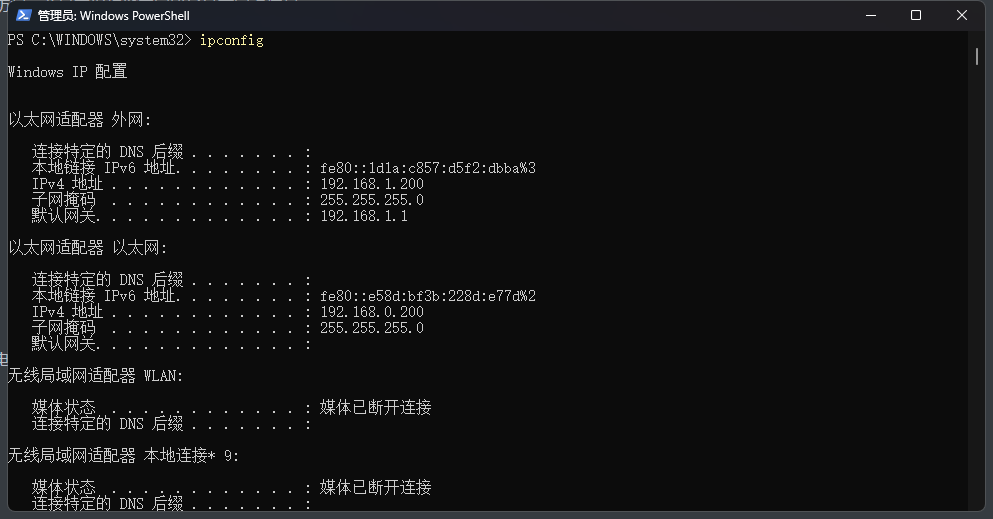 管理员: Windows PowerShell
PS C:\WINDOWS\system32> ipconfig
Windows IP 配置
以太网适配器 外网:
连接特定的 DNS 后缀 . . . . . . . :
本地链接 IPv6 地址. . . . . . . . : fe80::1d1a:c857:d5f2:dbba%3
IPv4 地址 . . . . . . . . . . . . : 192.168.1.200
子网掩码  . . . . . . . . . . . . : 255.255.255.0
默认网关. . . . . . . . . . . . . : 192.168.1.1
以太网适配器 以太网:
连接特定的 DNS 后缀 . . . . . . . :
本地链接 IPv6 地址. . . . . . . . : fe80::e58d:bf3b:228d:e77d%2
IPv4 地址 . . . . . . . . . . . . : 192.168.0.200
子网掩码  . . . . . . . . . . . . : 255.255.255.0
默认网关. . . . . . . . . . . . . :
无线局域网适配器 WLAN:
媒体状态  . . . . . . . . . . . . : 媒体已断开连接
连接特定的 DNS 后缀 . . . . . . . :
无线局域网适配器 本地连接* 9:
媒体状态  . . . . . . . . . . . . : 媒体已断开连接
连接特定的 DNS 后缀 . . . . . . . :